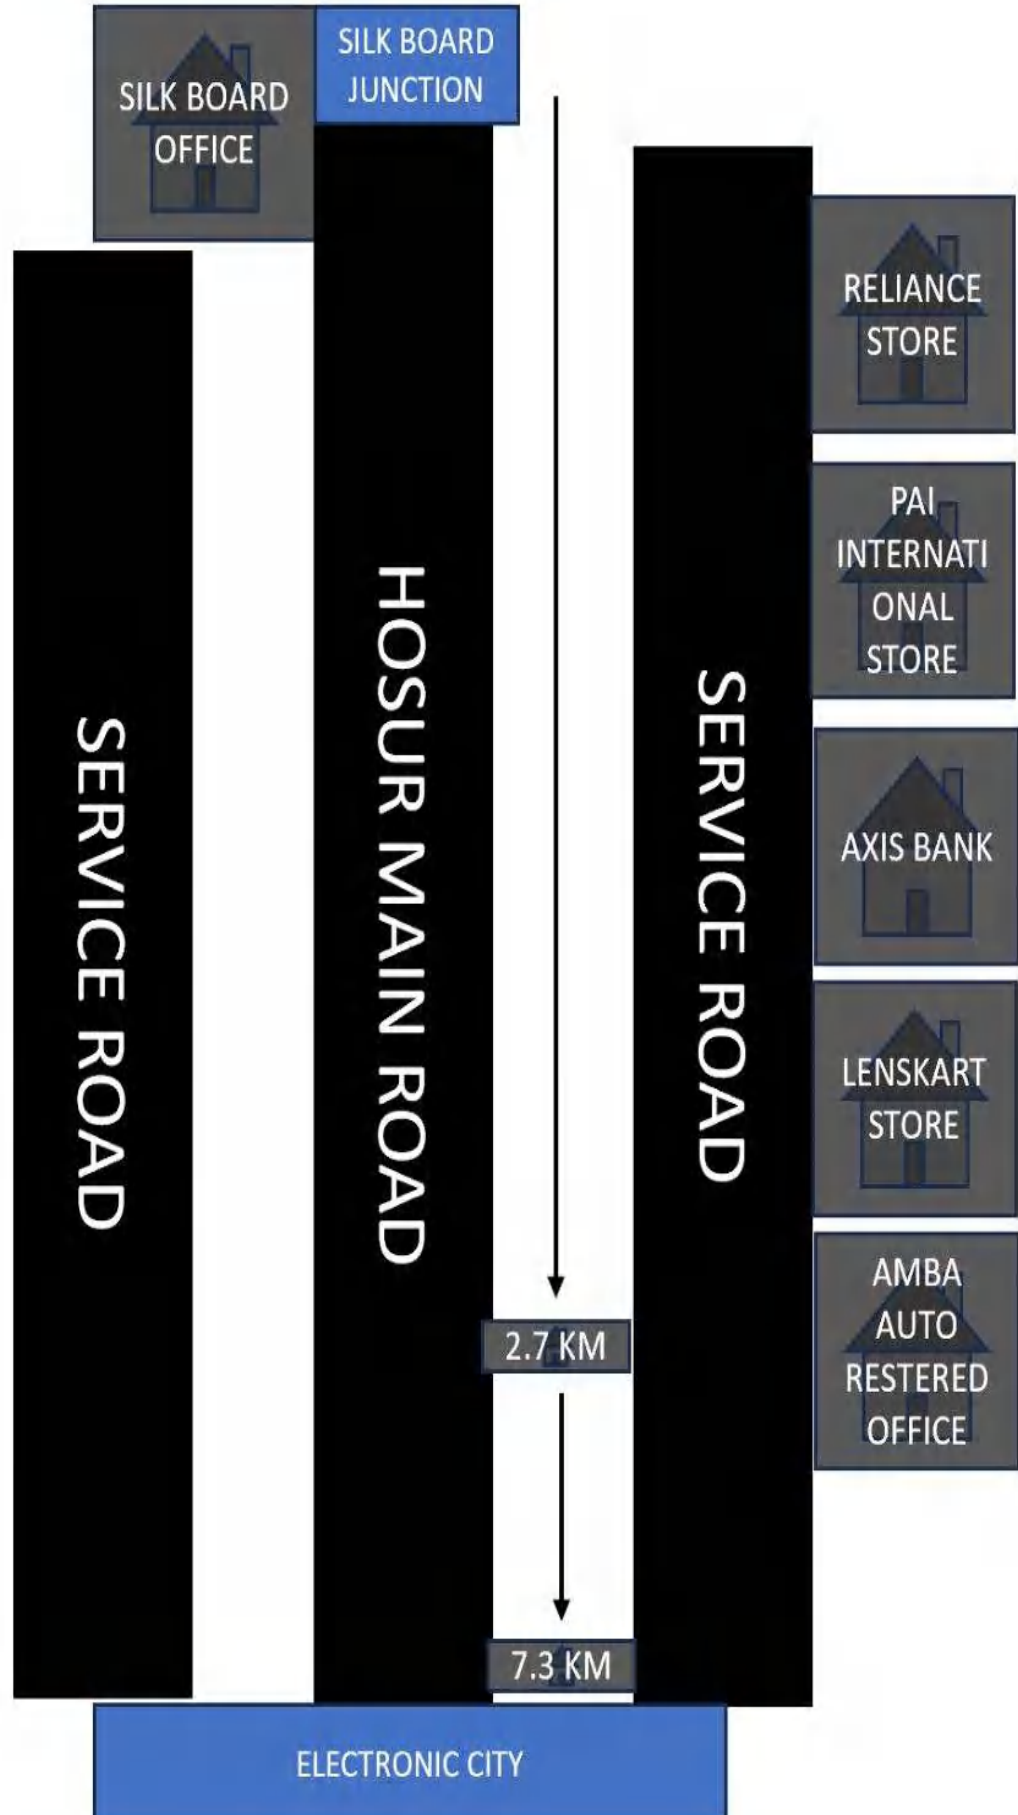 SILK BOARD
OFFICE
SILK BOARD
JUNCTION
RELIANCE
STORE
PAI
INTERNATI
ONAL
STORE
AXIS BANK
LENSKART
STORE
AMBA
AUTO
RESTERED
OFFICE
SERVICE ROAD
HOSUR MAIN ROAD
SERVICE ROAD
2.7 KM
7.3 KM
ELECTRONIC CITY